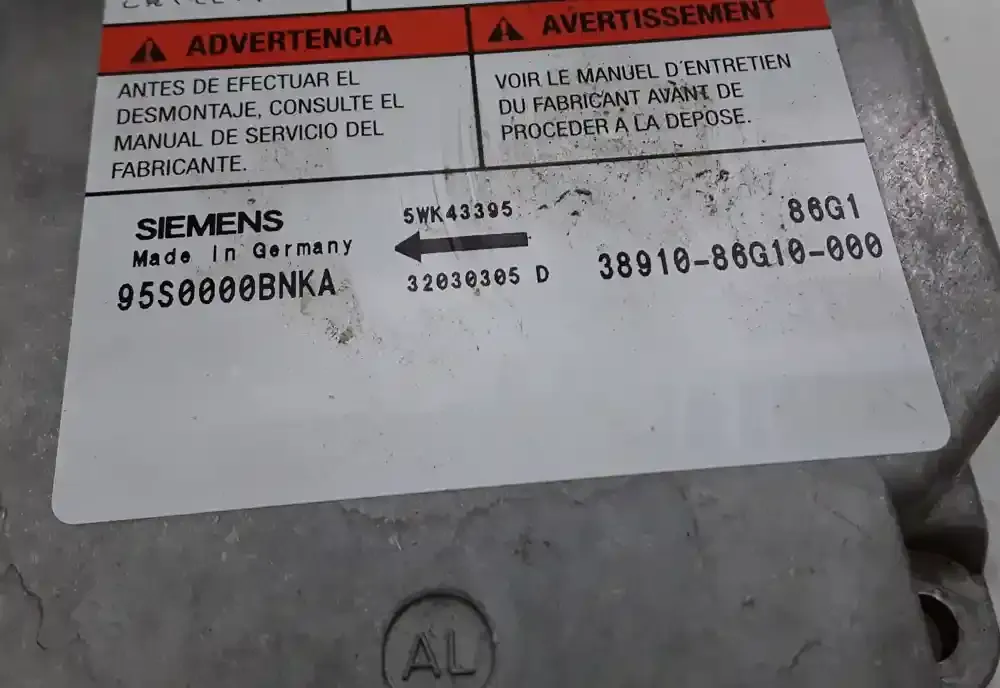 ADVERTENCIA
ANTES DE EFECTUAR EL
DESMONTAJE, CONSULTE EL
MANUAL DE SERVICIO DEL
FABRICANTE.
AVERTISSEMENT
VOIR LE MANUEL D'ENTRETIEN
DU FABRICANT AVANT DE
PROCEDER A LA DEPOSE.
SIEMENS
Made In Germany
95S0000BNKA
5WK43395
32030305 D
86G1
38910-86G10-000
AL